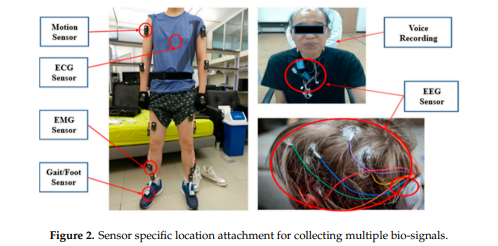 Motion
Sensor
ECG
Sensor
EMG
Sensor
Gait/Foot
Sensor
Voice
Recording
EEG
Sensor
Figure 2. Sensor specific location attachment for collecting multiple bio-signals.